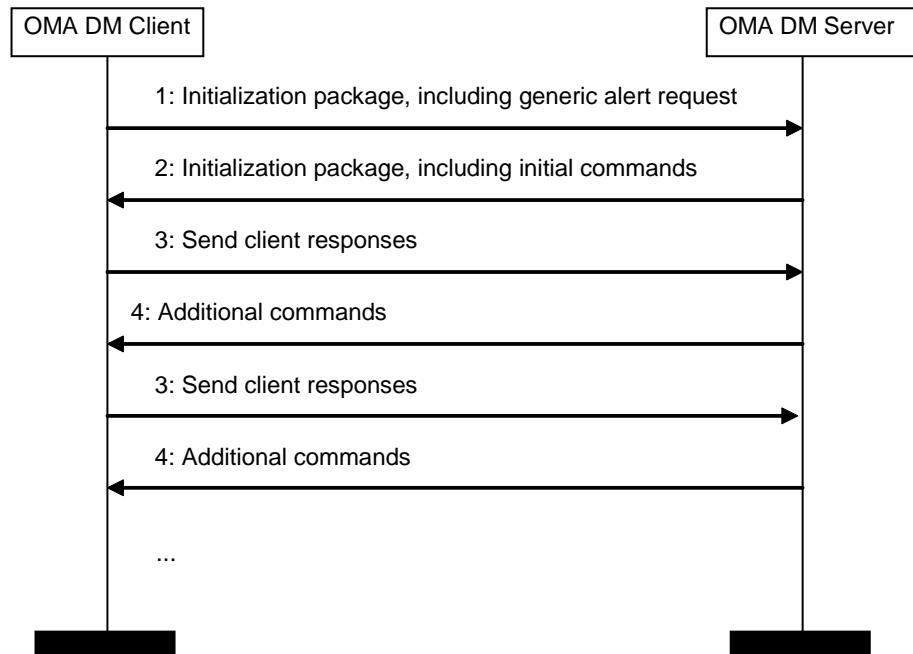 OMA DM Client
OMA DM Server
1: Initialization package, including generic alert request
2: Initialization package, including initial commands
3: Send client responses
4: Additional commands
3: Send client responses
4: Additional commands
...